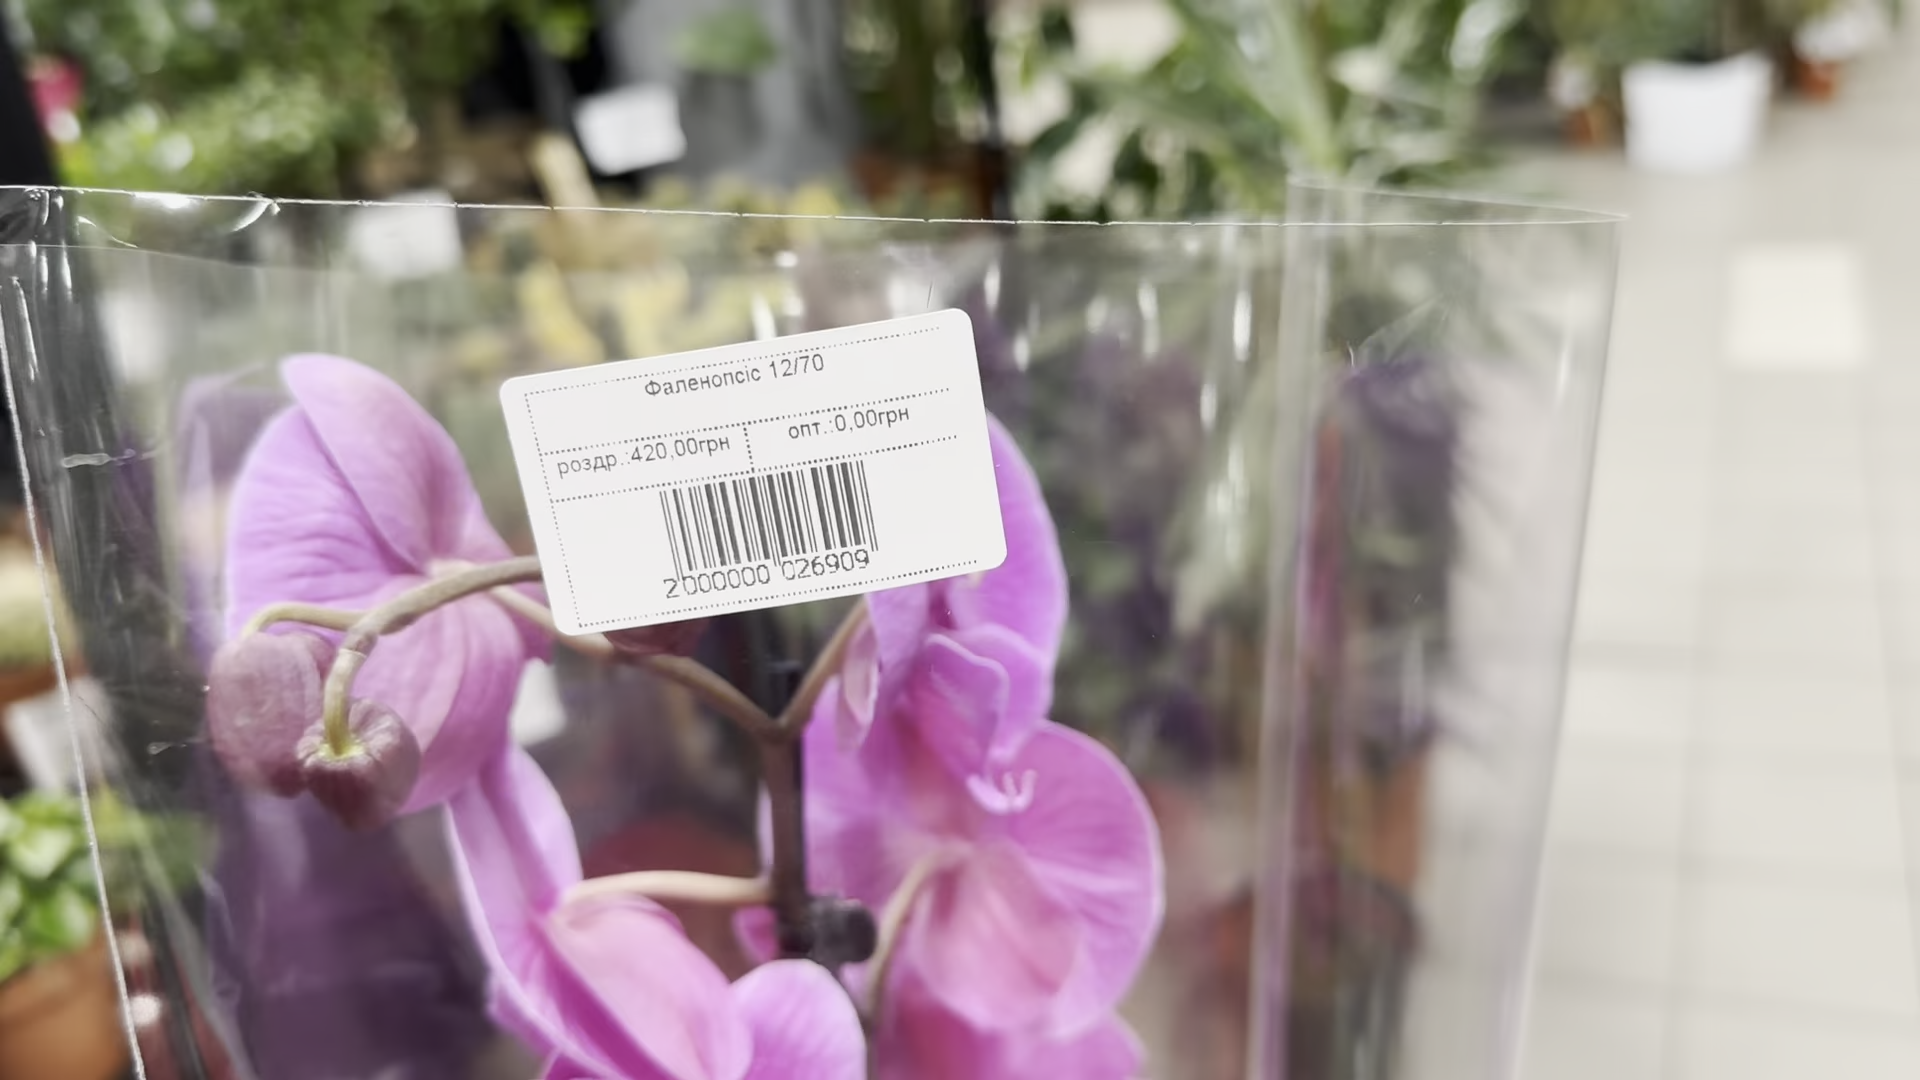 Фаленопсіс 12/70
роздр.:420,00грн опт.:0,00грн
2000000 026909